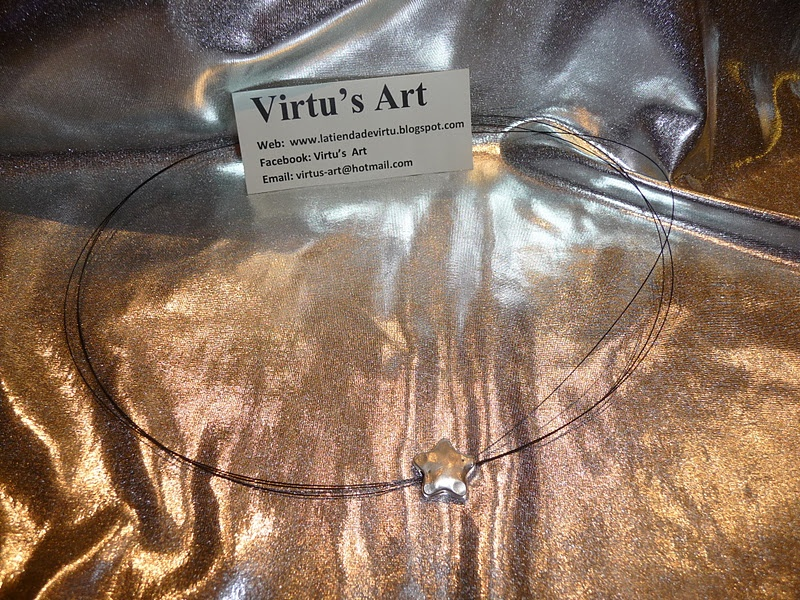 Virtu's Art
Web: www.latiendadevirtu.blogspot.com
Facebook: Virtu's Art
Email: virtus-art@hotmail.com